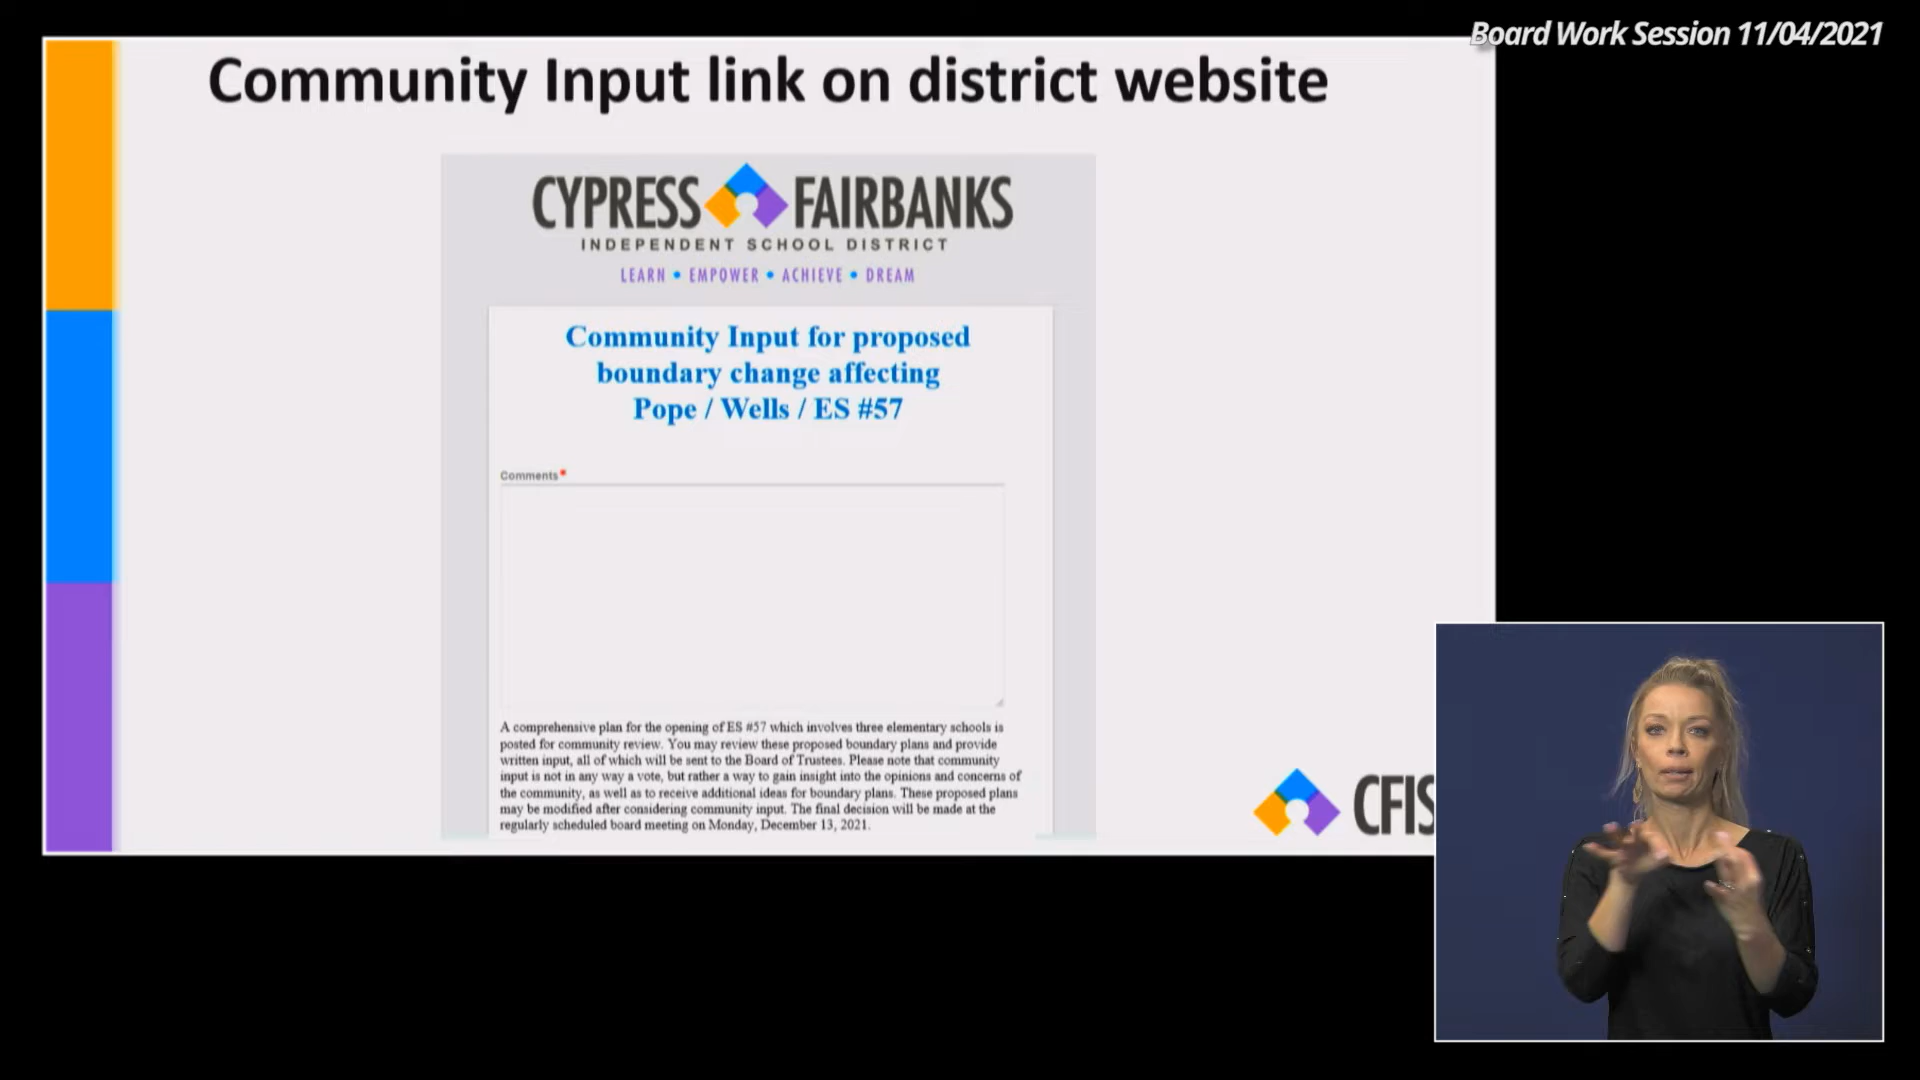 Board Work Session 11/04/2021
Community Input link on district website
CYPRESS FAIRBANKS
INDEPENDENT SCHOOL DISTRICT
LEARN • EMPOWER • ACHIEVE • DREAM
Community Input for proposed
boundary change affecting
Pope / Wells / ES #57
Comments*
A comprehensive plan for the opening of ES #57 which involves three elementary schools is
posted for community review. You may review these proposed boundary plans and provide
written input, all of which will be sent to the Board of Trustees. Please note that community
input is not in any way a vote, but rather a way to gain insight into the opinions and concerns of
the community, as well as to receive additional ideas for boundary plans. These proposed plans
may be modified after considering community input. The final decision will be made at the
regularly scheduled board meeting on Monday, December 13, 2021.
CFIS